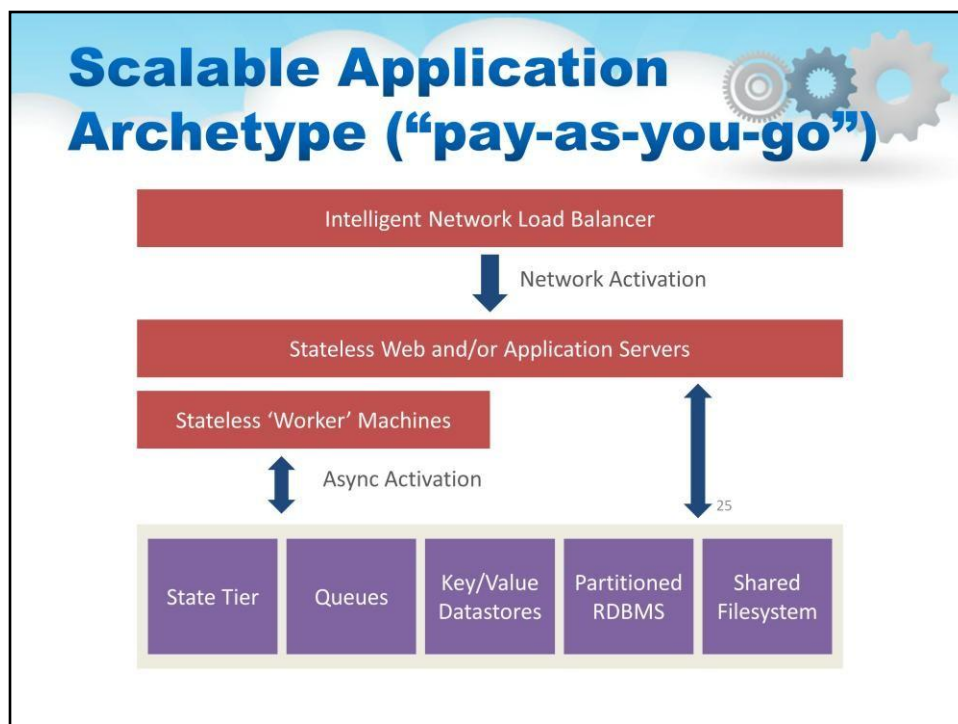 Scalable Application
Archetype (“pay-as-you-go”)
Intelligent Network Load Balancer
Network Activation
Stateless Web and/or Application Servers
Stateless ‘Worker’ Machines
Async Activation
25
State Tier
Queues
Key/Value
Datastores
Partitioned
RDBMS
Shared
Filesystem